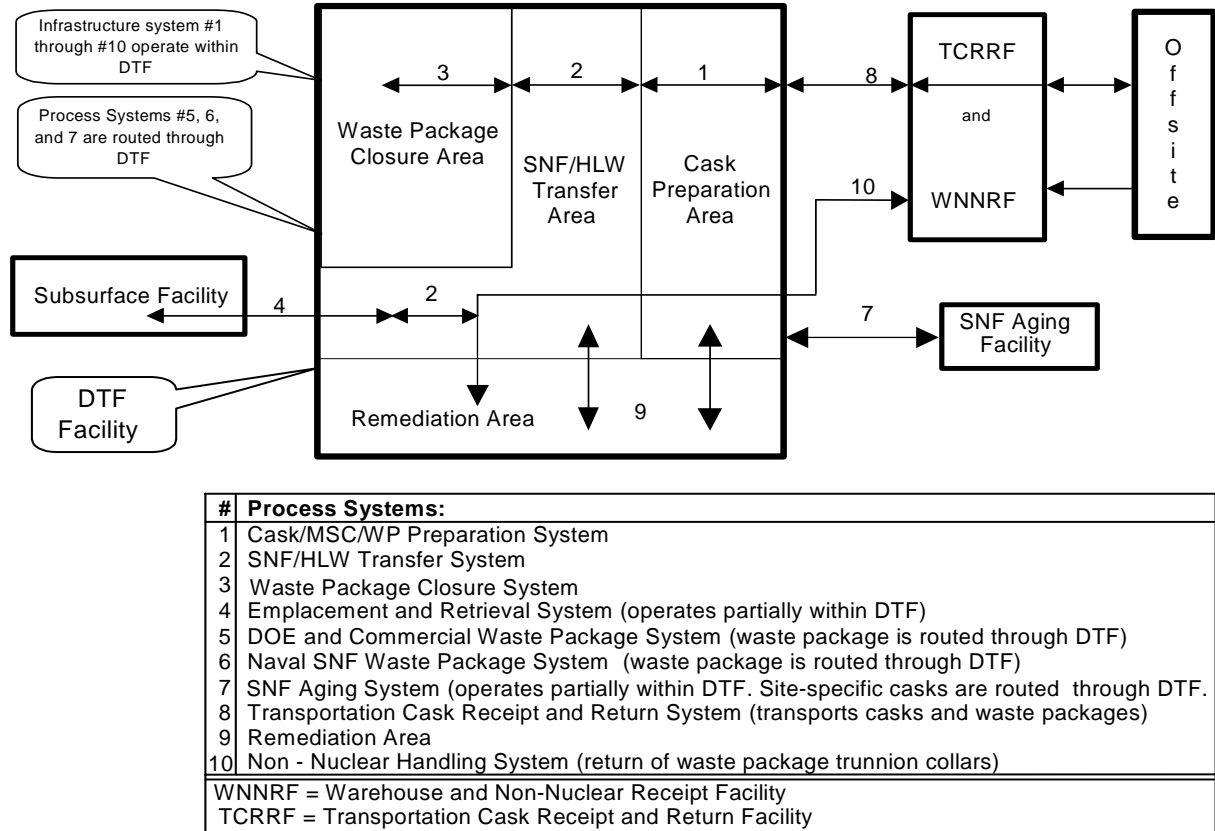 Infrastructure system #1
through #10 operate within
DTF
Process Systems #5, 6,
and 7 are routed through
DTF
3
2
1
8
Waste Package
Closure Area
SNF/HLW
Transfer
Area
Cask
Preparation
Area
10
TCRRF
and
WNNRF
Offsite
Subsurface Facility
4
2
7
SNF Aging
Facility
DTF
Facility
Remediation Area
9
# Process Systems:
1 Cask/MSC/WP Preparation System
2 SNF/HLW Transfer System
3 Waste Package Closure System
4 Emplacement and Retrieval System (operates partially within DTF)
5 DOE and Commercial Waste Package System (waste package is routed through DTF)
6 Naval SNF Waste Package System (waste package is routed through DTF)
7 SNF Aging System (operates partially within DTF. Site-specific casks are routed through DTF.
8 Transportation Cask Receipt and Return System (transports casks and waste packages)
9 Remediation Area
10 Non - Nuclear Handling System (return of waste package trunnion collars)
WNNRF = Warehouse and Non-Nuclear Receipt Facility
TCRRF = Transportation Cask Receipt and Return Facility